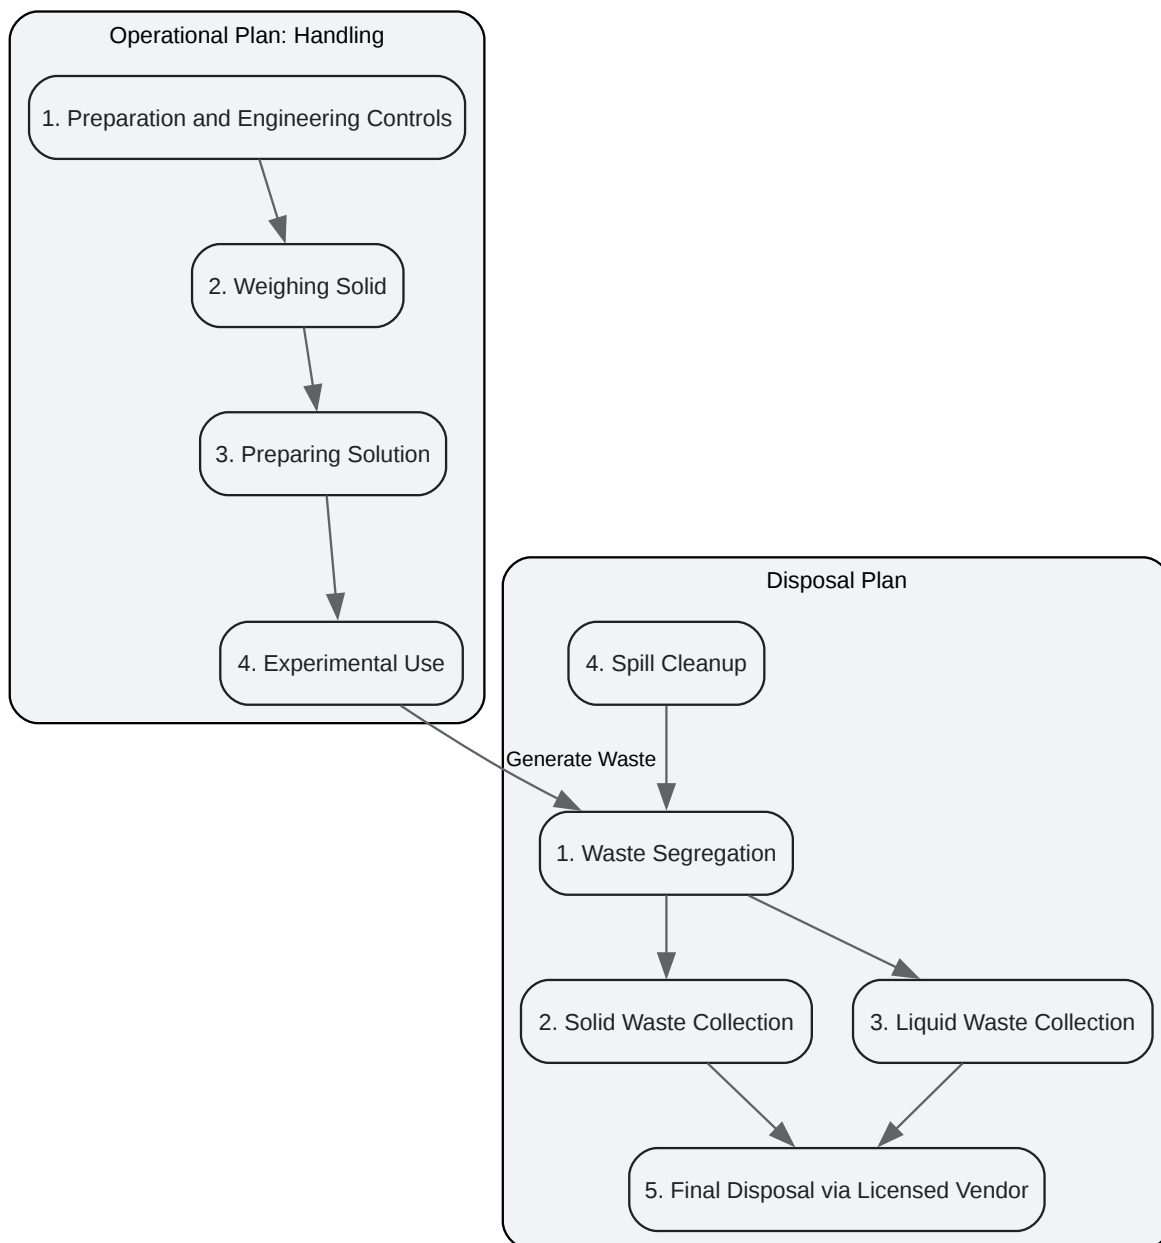 Operational Plan: Handling
1. Preparation and Engineering Controls
2. Weighing Solid
3. Preparing Solution
4. Experimental Use
Disposal Plan
4. Spill Cleanup
Generate Waste
1. Waste Segregation
2. Solid Waste Collection
3. Liquid Waste Collection
5. Final Disposal via Licensed Vendor